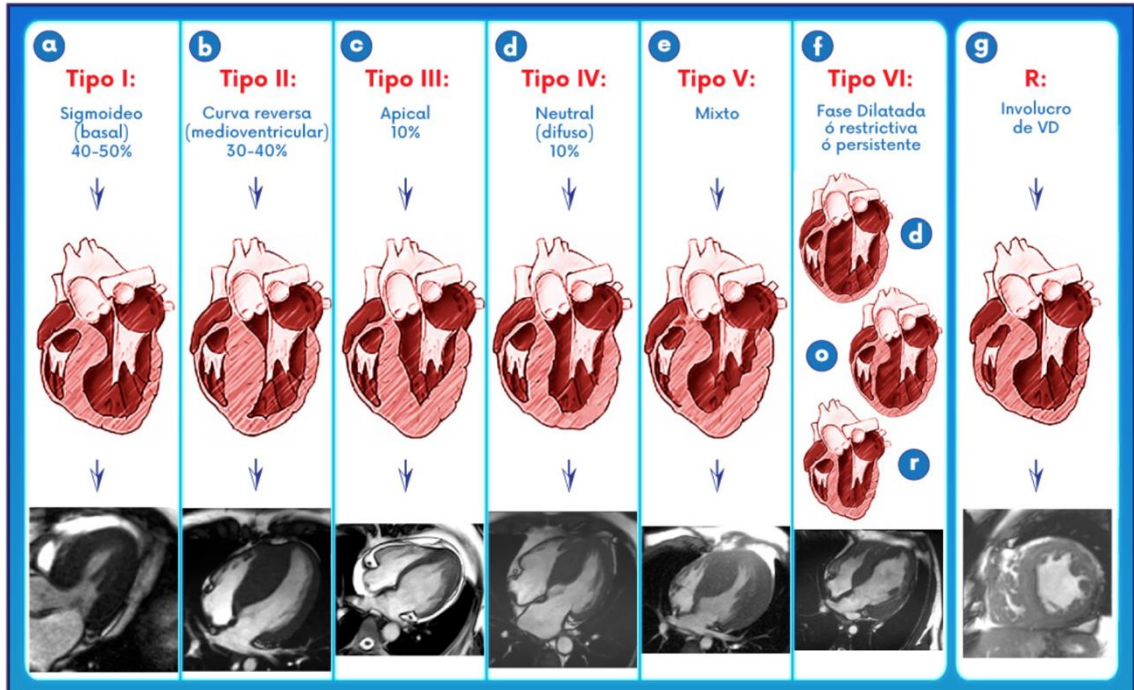 a
Tipo I:
Sigmoideo
(basal)
40-50%
b
Tipo II:
Curva reversa
(medioventricular)
30-40%
c
Tipo III:
Apical
10%
d
Tipo IV:
Neutral
(difuso)
10%
e
Tipo V:
Mixto
f
Tipo VI:
Fase Dilatada
ó restrictiva
ó persistente
d
o
r
g
R:
Involucro
de VD